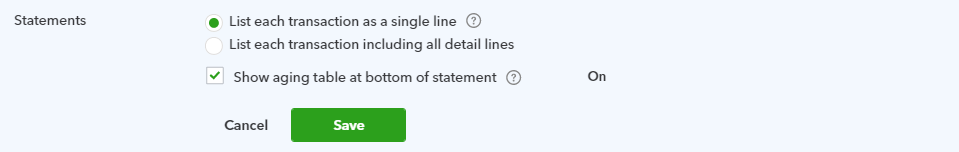 Statements
List each transaction as a single line ?
List each transaction including all detail lines
Show aging table at bottom of statement ? On
Cancel Save